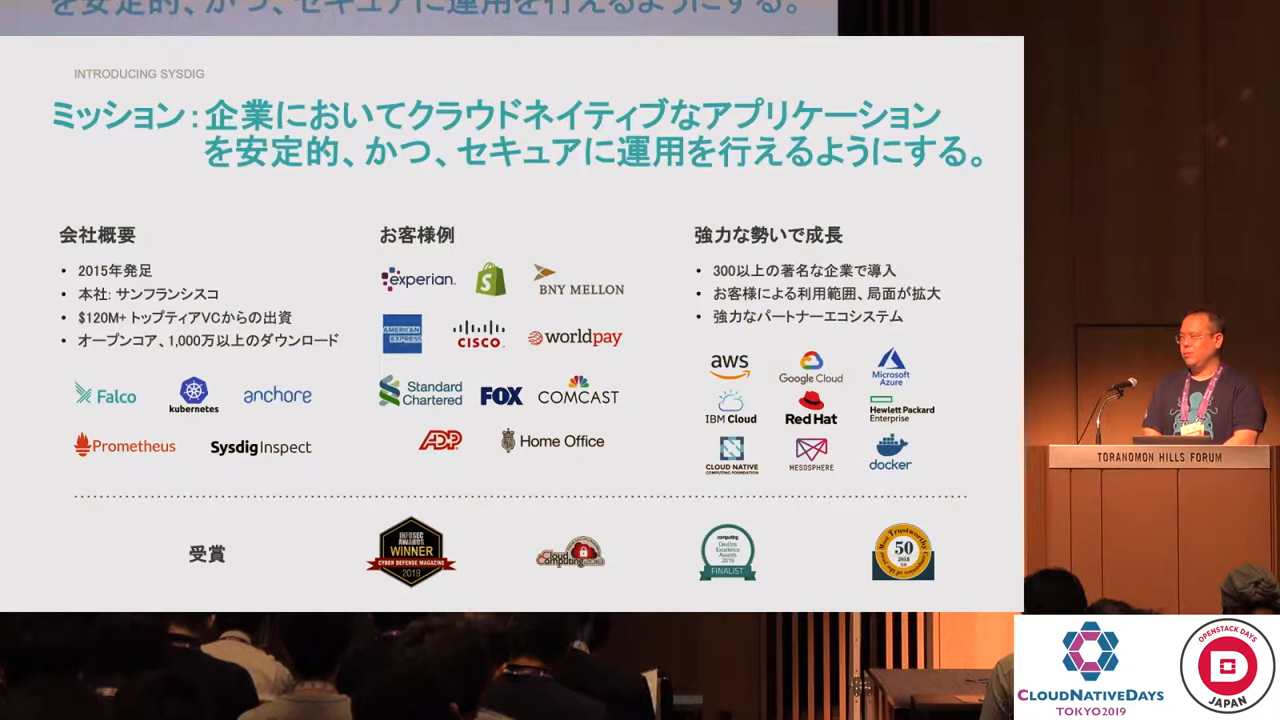 を安定的、かつ、セキュアに運用を行えるようにする。
INTRODUCING SYSDIG
ミッション：企業においてクラウドネイティブなアプリケーション
を安定的、かつ、セキュアに運用を行えるようにする。
会社概要
• 2015年発足
• 本社: サンフランシスコ
• $120M+ トップティアVCからの出資
• オープンコア、1,000万以上のダウンロード
Falco
kubernetes
anchore
Prometheus
Sysdig Inspect
お客様例
experian.
S
BNY MELLON
AMERICAN
EXPRESS
CISCO
worldpay
Standard
Chartered
FOX
COMCAST
ADP
Home Office
強力な勢いで成長
• 300以上の著名な企業で導入
• お客様による利用範囲、局面が拡大
• 強力なパートナーエコシステム
aws
Google Cloud
Microsoft
Azure
IBM Cloud
Red Hat
Hewlett Packard
Enterprise
CLOUD NATIVE
COMPUTING FOUNDATION
MESOSPHERE
docker
受賞
INFOSEC
AWARDS
WINNER
CYBER DEFENSE MAGAZINE
2019
Cloud
Computing
computing
DevOps
Excellence
Awards
2019
FINALIST
Most Trustworthy
50
2018
TORANOMON HILLS FORUM
CLOUDNATIVEDAYS
TOKYO2019
OPENSTACK DAYS
JAPAN